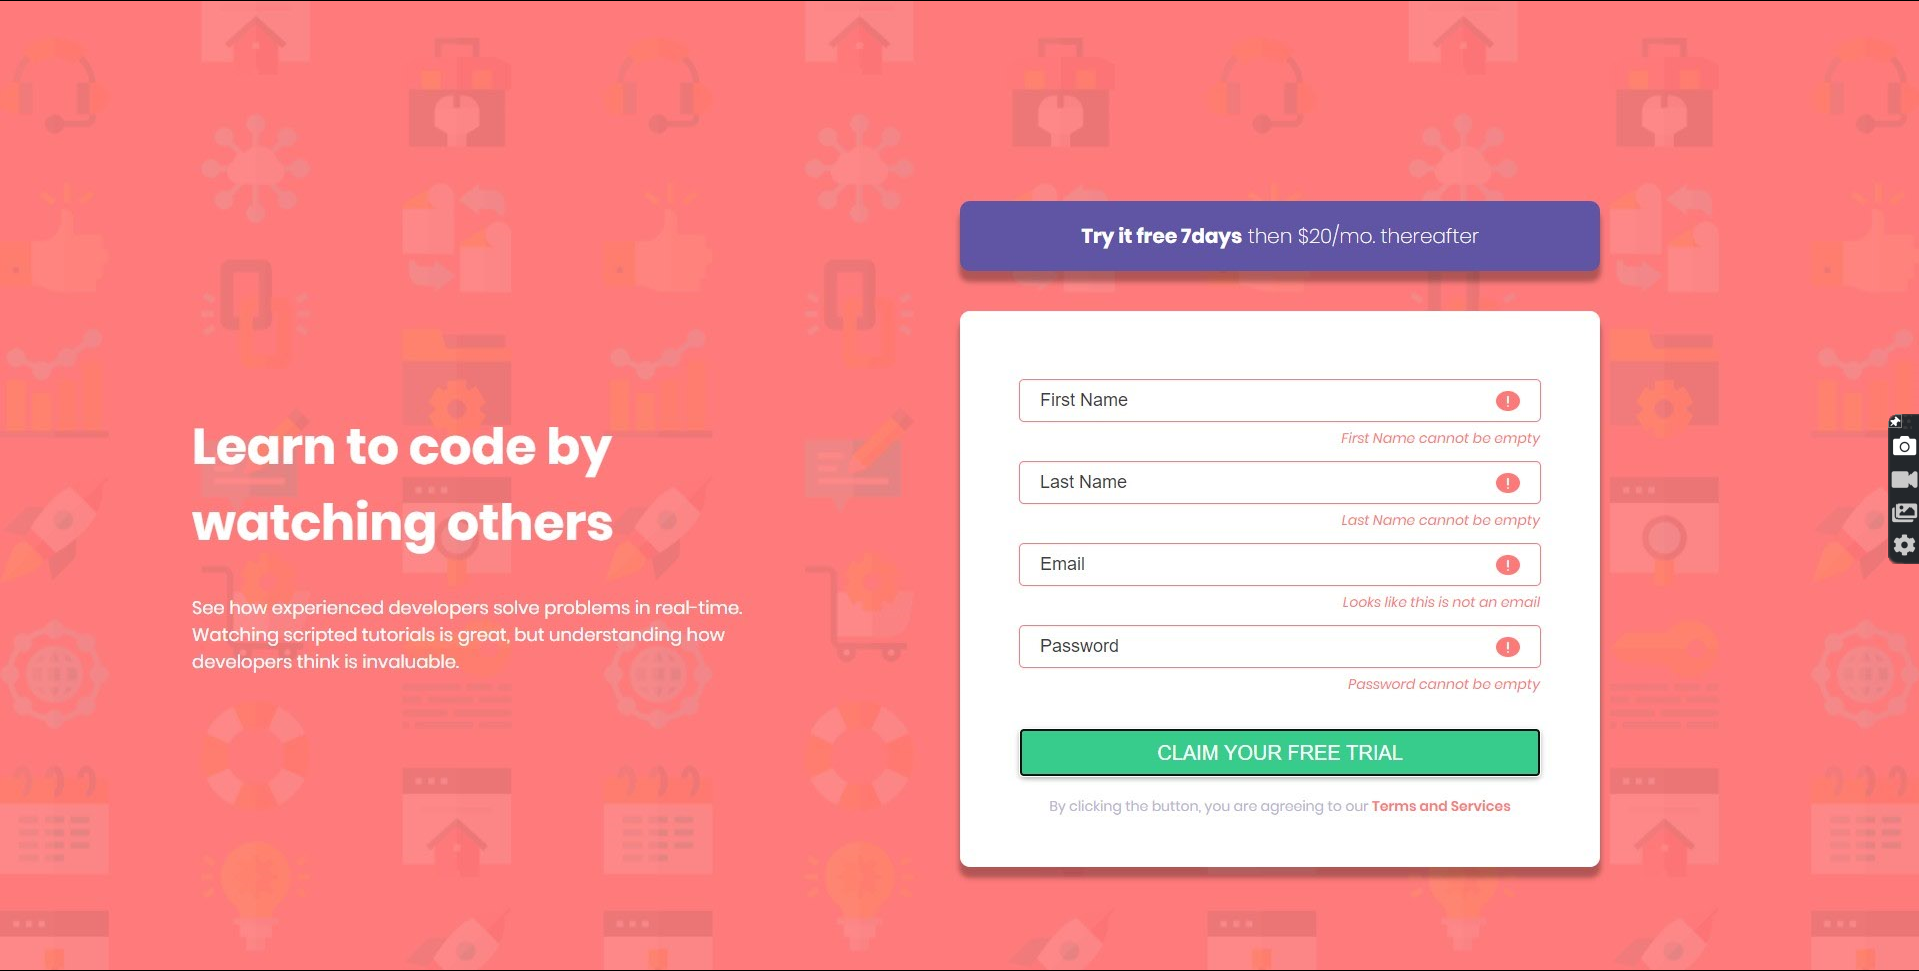 Learn to code by
watching others
See how experienced developers solve problems in real-time.
Watching scripted tutorials is great, but understanding how
developers think is invaluable.
Try it free 7days then $20/mo. thereafter
First Name
!
First Name cannot be empty
Last Name
!
Last Name cannot be empty
Email
!
Looks like this is not an email
Password
!
Password cannot be empty
CLAIM YOUR FREE TRIAL
By clicking the button, you are agreeing to our Terms and Services